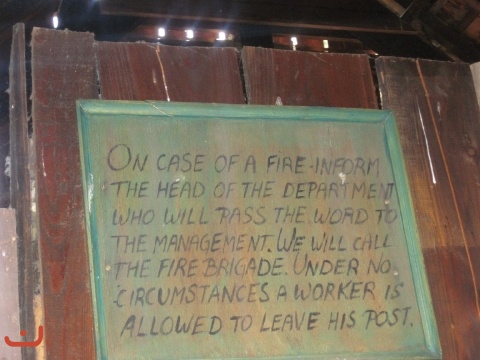 ON CASE OF A FIRE-INFORM
THE HEAD OF THE DEPARTMENT
WHO WILL PASS THE WORD TO
THE MANAGEMENT. WE WILL CALL
THE FIRE BRIGADE. UNDER NO
CIRCUMSTANCES A WORKER IS
ALLOWED TO LEAVE HIS POST.